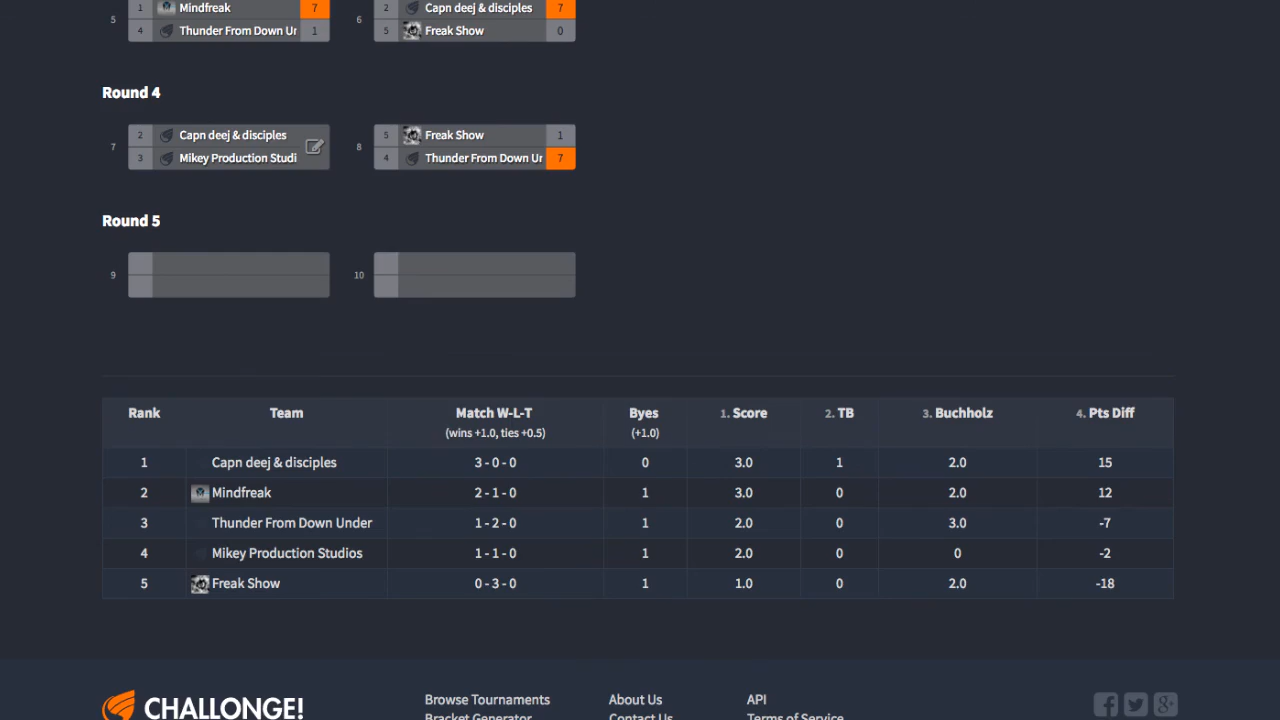 5 1 Mindfreak 7
4 Thunder From Down Ur 1
6 2 Capn deej & disciples 7
5 Freak Show 0
Round 4
7 2 Capn deej & disciples
3 Mikey Production Studi
8 5 Freak Show 1
4 Thunder From Down Ur 7
Round 5
9
10
Rank Team Match W-L-T Byes 1. Score 2. TB 3. Buchholz 4. Pts Diff
(wins +1.0, ties +0.5) (+1.0)
1 Capn deej & disciples 3 - 0 - 0 0 3.0 1 2.0 15
2 Mindfreak 2 - 1 - 0 1 3.0 0 2.0 12
3 Thunder From Down Under 1 - 2 - 0 1 2.0 0 3.0 -7
4 Mikey Production Studios 1 - 1 - 0 1 2.0 0 0 -2
5 Freak Show 0 - 3 - 0 1 1.0 0 2.0 -18
CHALLONGE!
Browse Tournaments About Us API
Bracket Generator Contact Us Terms of Service